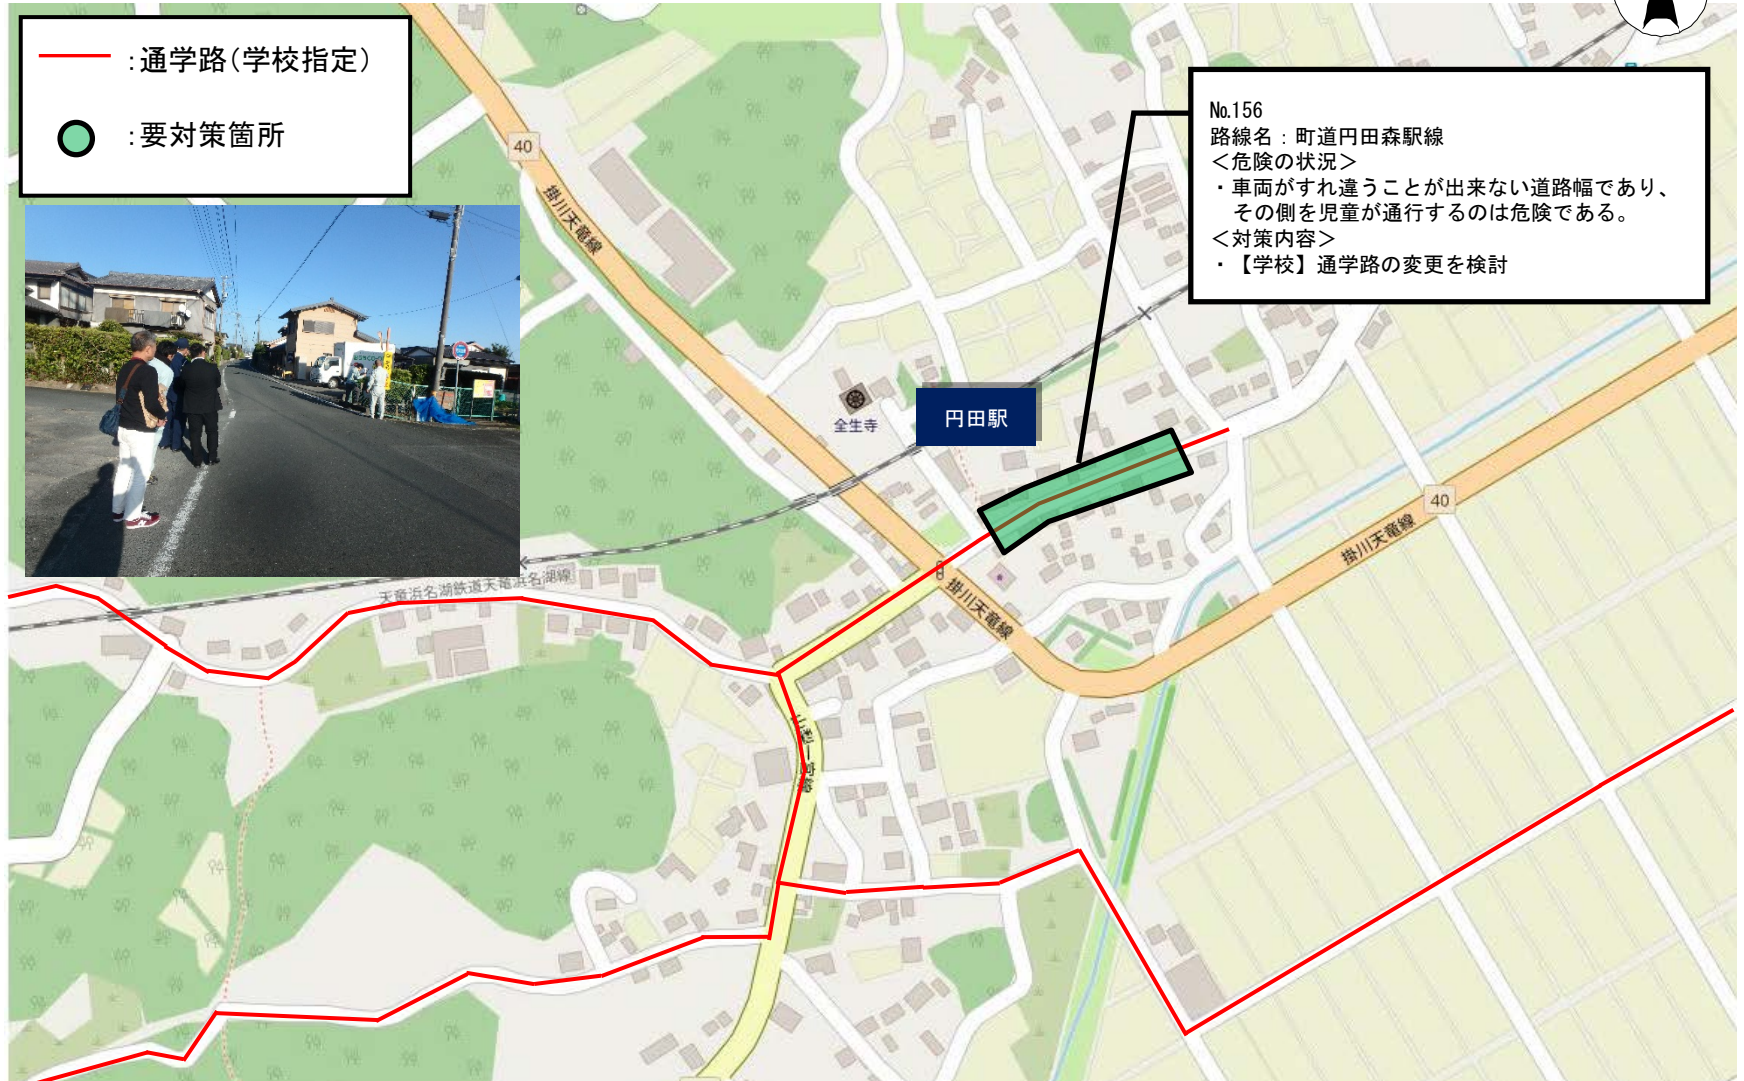 :通学路(学校指定)
:要対策箇所
No.156
路線名：町道円田森駅線
＜危険の状況＞
・車両がすれ違うことが出来ない道路幅であり、
その側を児童が通行するのは危険である。
＜対策内容＞
・【学校】通学路の変更を検討
40
掛川天竜線
全生寺
円田駅
40
掛川天竜線
掛川天竜線
天竜浜名湖鉄道天竜浜名湖線
山梨一宮線